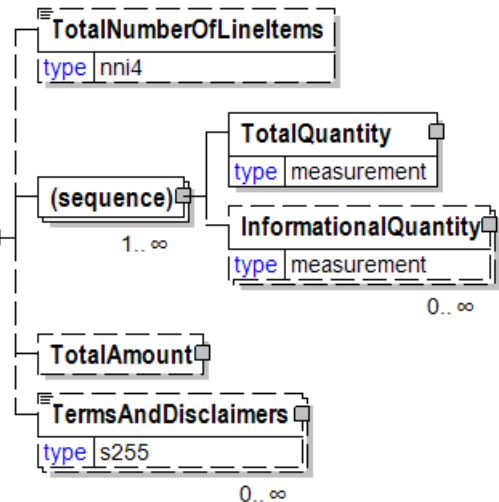 TotalNumberOfLineItems
type nni4
TotalQuantity
type measurement
(sequence)
1.. ∞
InformationalQuantity
type measurement
0.. ∞
TotalAmount
TermsAndDisclaimers
type s255
0.. ∞